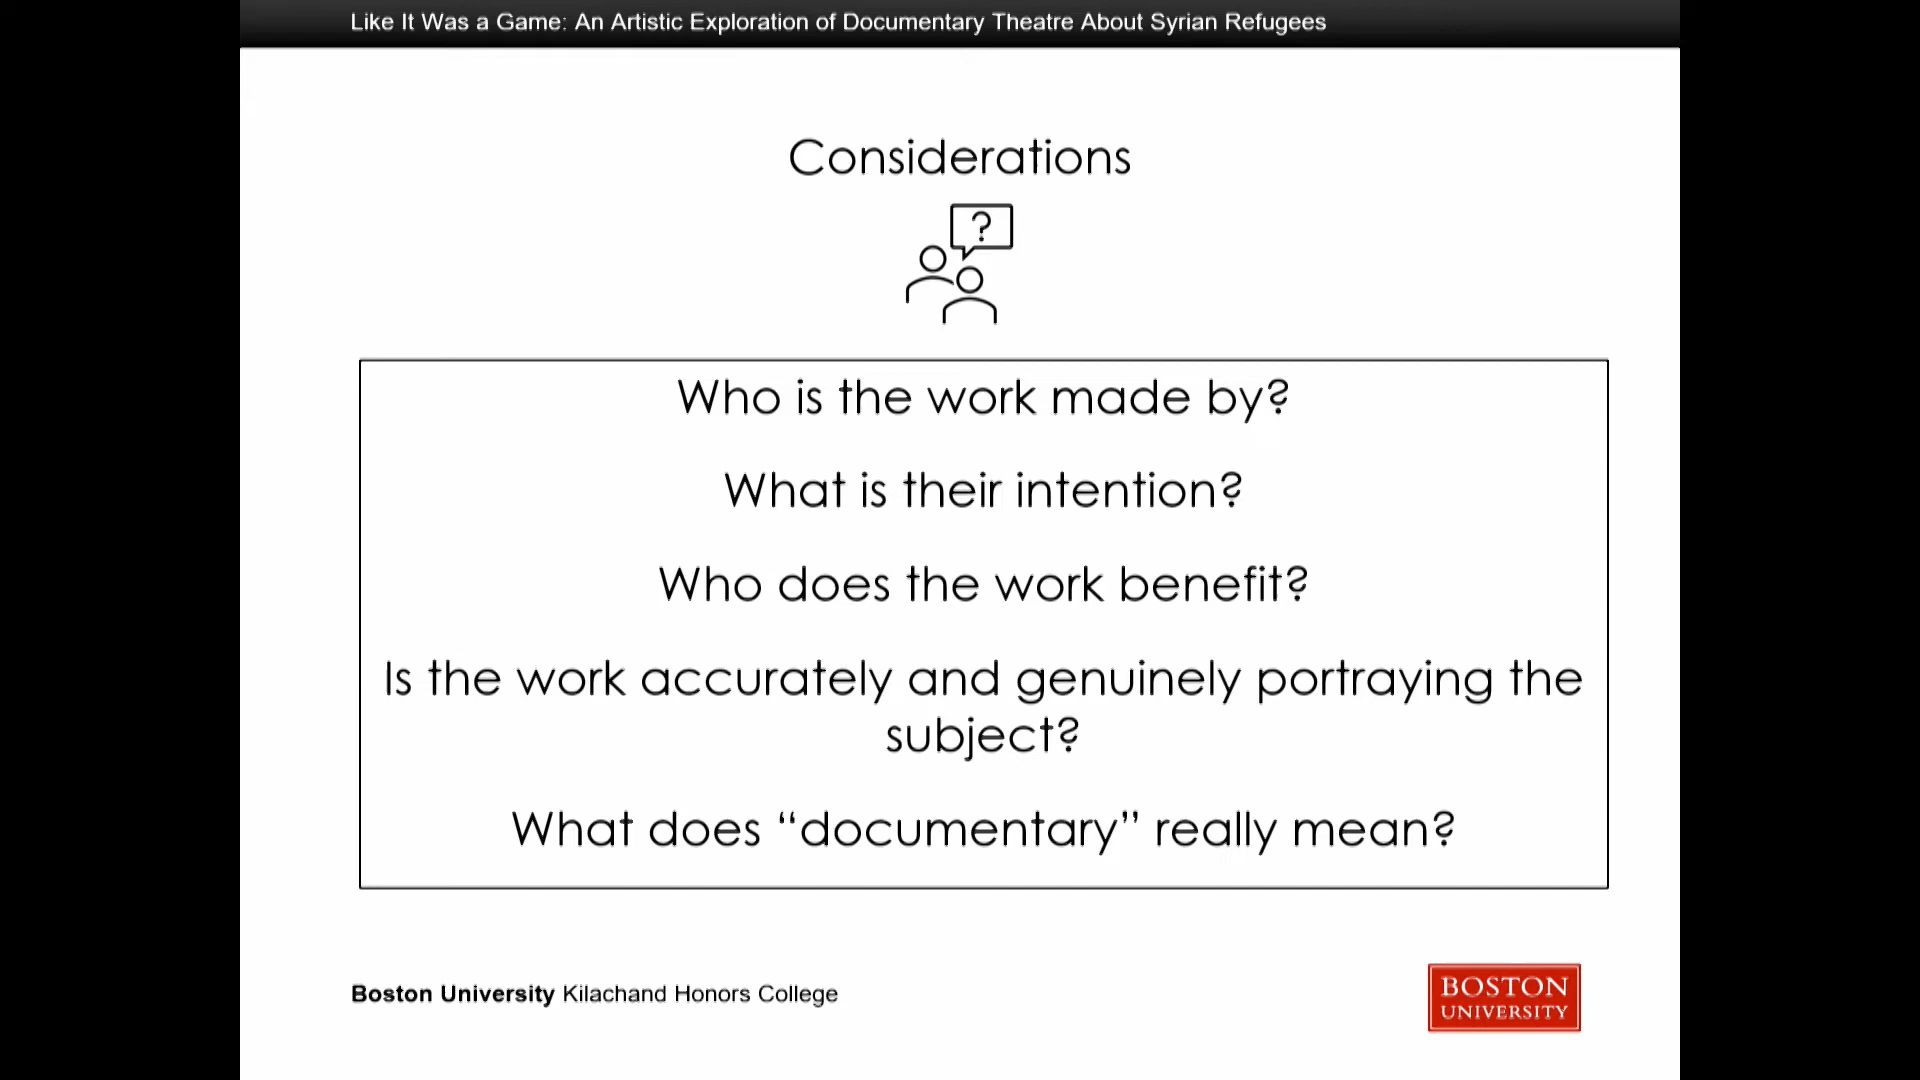 Like It Was a Game: An Artistic Exploration of Documentary Theatre About Syrian Refugees
Considerations
?
Who is the work made by?
What is their intention?
Who does the work benefit?
Is the work accurately and genuinely portraying the
subject?
What does “documentary” really mean?
Boston University Kilachand Honors College
BOSTON
UNIVERSITY